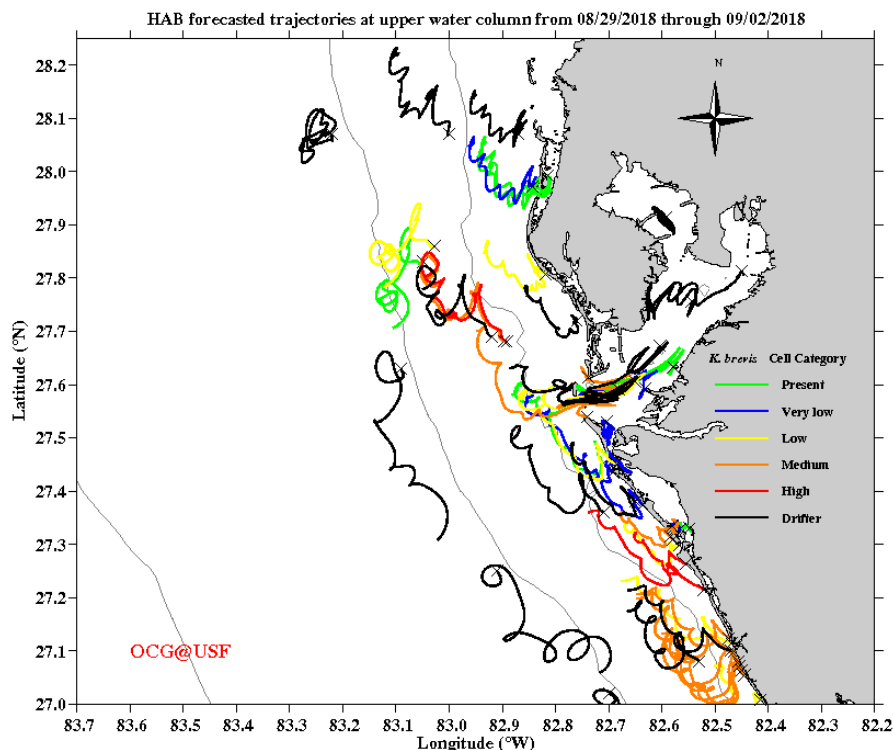 HAB forecasted trajectories at upper water column from 08/29/2018 through 09/02/2018
N
28.2
28.1
28.0
27.9
27.8
27.7
27.6
27.5
27.4
27.3
27.2
27.1
27.0
Latitude (°N)
K. brevis Cell Category
Present
Very low
Low
Medium
High
Drifter
OCG@USF
83.7 83.6 83.5 83.4 83.3 83.2 83.1 83.0 82.9 82.8 82.7 82.6 82.5 82.4 82.3 82.2
Longitude (°W)